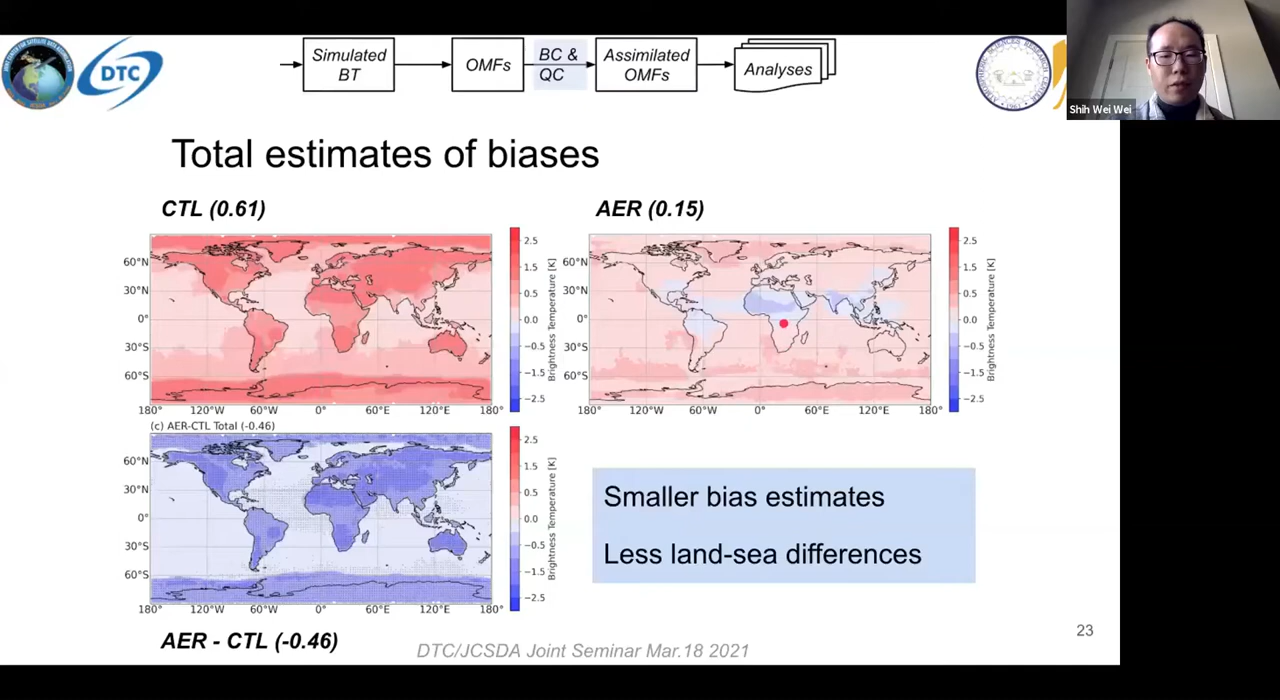 Simulated
BT
OMFs
BC &
QC
Assimilated
OMFs
Analyses
DTC
Shih Wei Wei
Total estimates of biases
CTL (0.61)
60°N
30°N
0°
30°S
60°S
180° 120°W 60°W 0° 60°E 120°E 180°
2.5
1.5
0.5
0.0
−0.5
−1.5
−2.5
Brightness Temperature [K]
AER (0.15)
60°N
30°N
0°
30°S
60°S
180° 120°W 60°W 0° 60°E 120°E 180°
2.5
1.5
0.5
0.0
−0.5
−1.5
−2.5
Brightness Temperature [K]
(c) AER-CTL Total (-0.46)
60°N
30°N
0°
30°S
60°S
180° 120°W 60°W 0° 60°E 120°E 180°
2.5
1.5
0.5
0.0
−0.5
−1.5
−2.5
Brightness Temperature [K]
Smaller bias estimates
Less land-sea differences
AER - CTL (-0.46)
DTC/JCSDA Joint Seminar Mar.18 2021
23